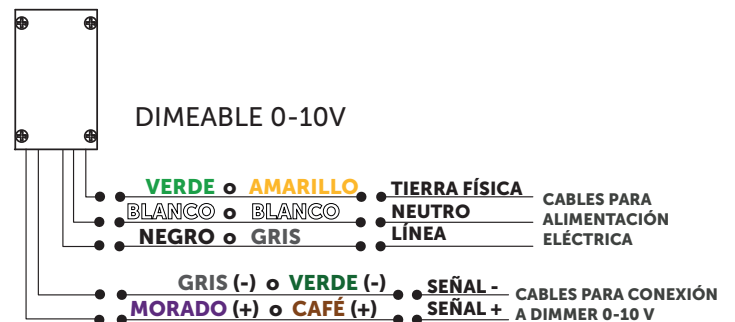 DIMEABLE 0-10V
VERDE o AMARILLO TIERRA FÍSICA
BLANCO o BLANCO NEUTRO
NEGRO o GRIS LÍNEA
CABLES PARA
ALIMENTACIÓN
ELÉCTRICA
GRIS (-) o VERDE (-) SEÑAL -
MORADO (+) o CAFÉ (+) SEÑAL +
CABLES PARA CONEXIÓN
A DIMMER 0-10 V